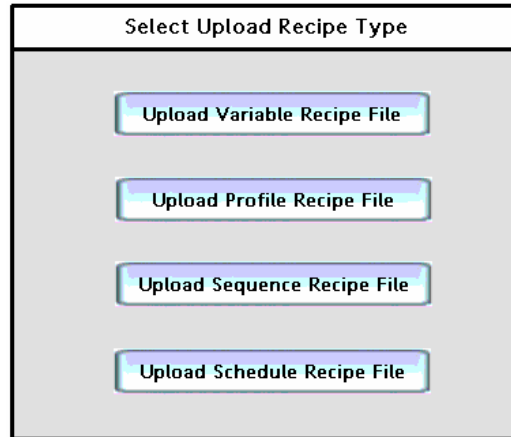 Select Upload Recipe Type
Upload Variable Recipe File
Upload Profile Recipe File
Upload Sequence Recipe File
Upload Schedule Recipe File